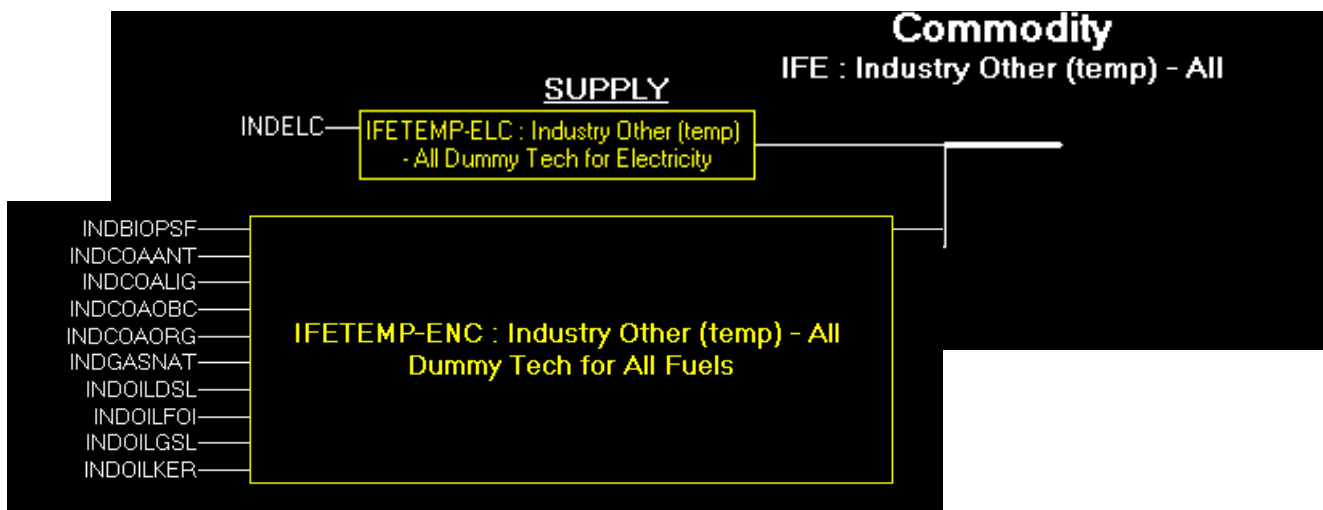 Commodity
IFE : Industry Other (temp) - All
SUPPLY
INDELC
IFETEMP-ELC : Industry Other (temp)
- All Dummy Tech for Electricity
INDBIOPSF
INDCOAANT
INDCOALIG
INDCOAOBC
INDCOAORG
INDGASNAT
INDOILDSL
INDOILFOI
INDOILGSL
INDOILKER
IFETEMP-ENC : Industry Other (temp) - All
Dummy Tech for All Fuels